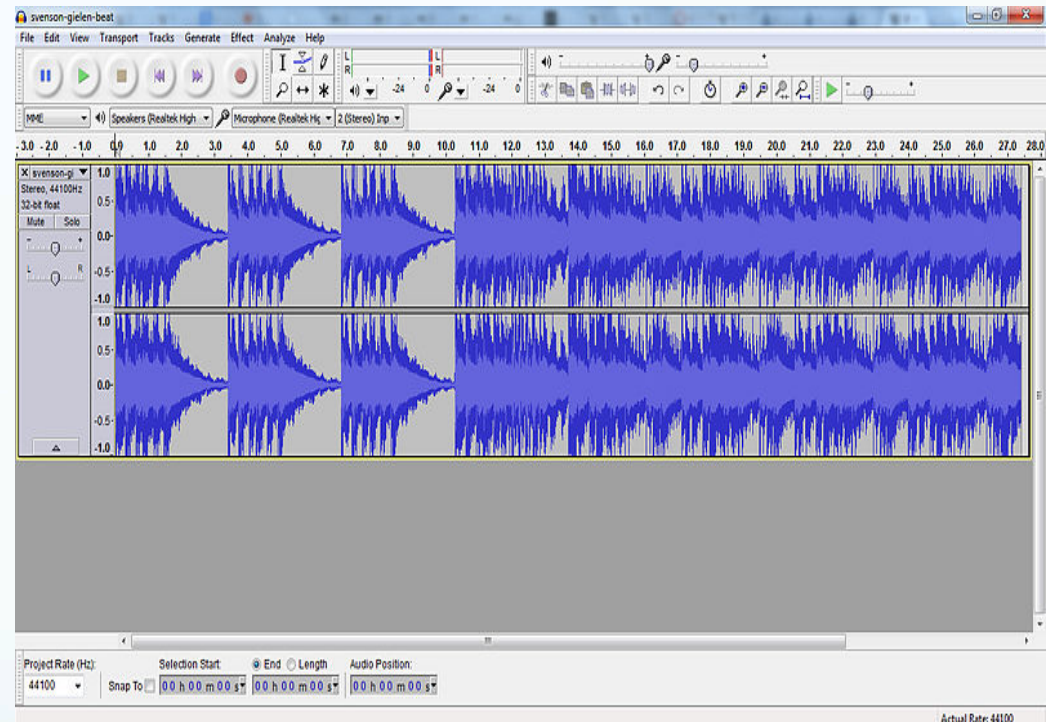 svenson-gielen-beat
File Edit View Transport Tracks Generate Effect Analyze Help
L L
R R
-24 0 -24 0
MME Speakers (Realtek High Microphone (Realtek Hig 2 (Stereo) Inp
- 3.0 - 2.0 - 1.0 0.0 1.0 2.0 3.0 4.0 5.0 6.0 7.0 8.0 9.0 10.0 11.0 12.0 13.0 14.0 15.0 16.0 17.0 18.0 19.0 20.0 21.0 22.0 23.0 24.0 25.0 26.0 27.0 28.0
X svenson-gi 1.0
Stereo, 44100Hz
32-bit float 0.5
Mute Solo
- + 0.0
L R -0.5
-1.0
1.0
0.5
0.0
-0.5
-1.0
Project Rate (Hz): Selection Start: End Length Audio Position:
44100 Snap To 00 h 00 m 00 s 00 h 00 m 00 s 00 h 00 m 00 s
Actual Rate: 44100